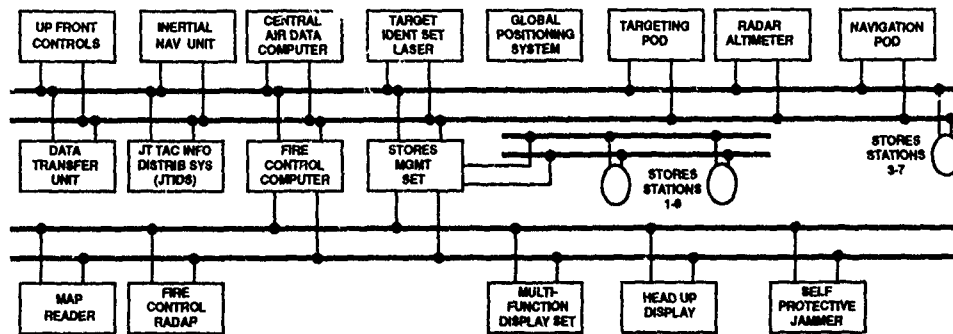 UP FRONT
CONTROLS
INERTIAL
NAV UNIT
CENTRAL
AIR DATA
COMPUTER
TARGET
IDENT SET
LASER
GLOBAL
POSITIONING
SYSTEM
TARGETING
POD
RADAR
ALTIMETER
NAVIGATION
POD
DATA
TRANSFER
UNIT
JT TAC INFO
DISTRIB SYS
(JTIDS)
FIRE
CONTROL
COMPUTER
STORES
MGMT
SET
STORES
STATIONS
1-9
STORES
STATIONS
3-7
MAP
READER
FIRE
CONTROL
RADAR
MULTI-
FUNCTION
DISPLAY SET
HEAD UP
DISPLAY
SELF
PROTECTIVE
JAMMER